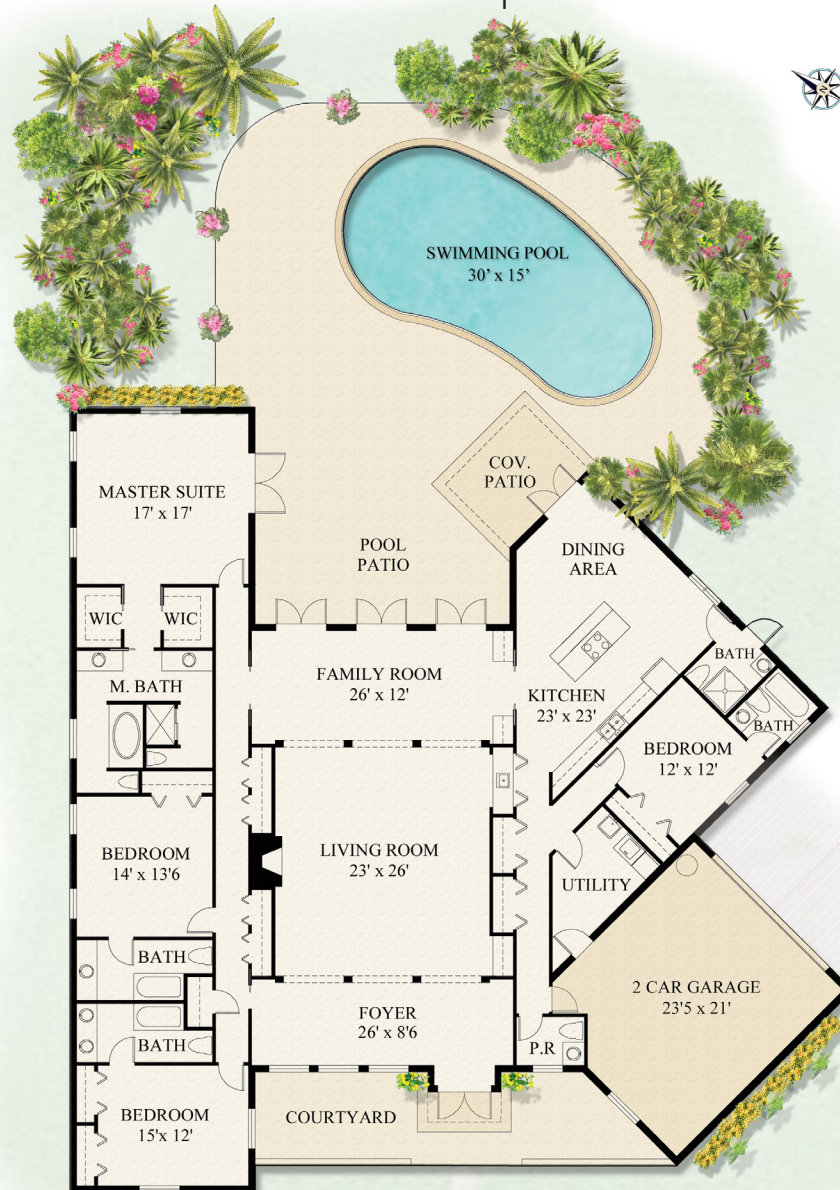 SWIMMING POOL
30' x 15'
COV.
PATIO
MASTER SUITE
17' x 17'
POOL
PATIO
DINING
AREA
WIC
WIC
BATH
M. BATH
FAMILY ROOM
26' x 12'
KITCHEN
23' x 23'
BATH
BEDROOM
12' x 12'
BEDROOM
14' x 13'6
LIVING ROOM
23' x 26'
UTILITY
BATH
2 CAR GARAGE
23'5 x 21'
FOYER
26' x 8'6
BATH
P.R
BEDROOM
15'x 12'
COURTYARD